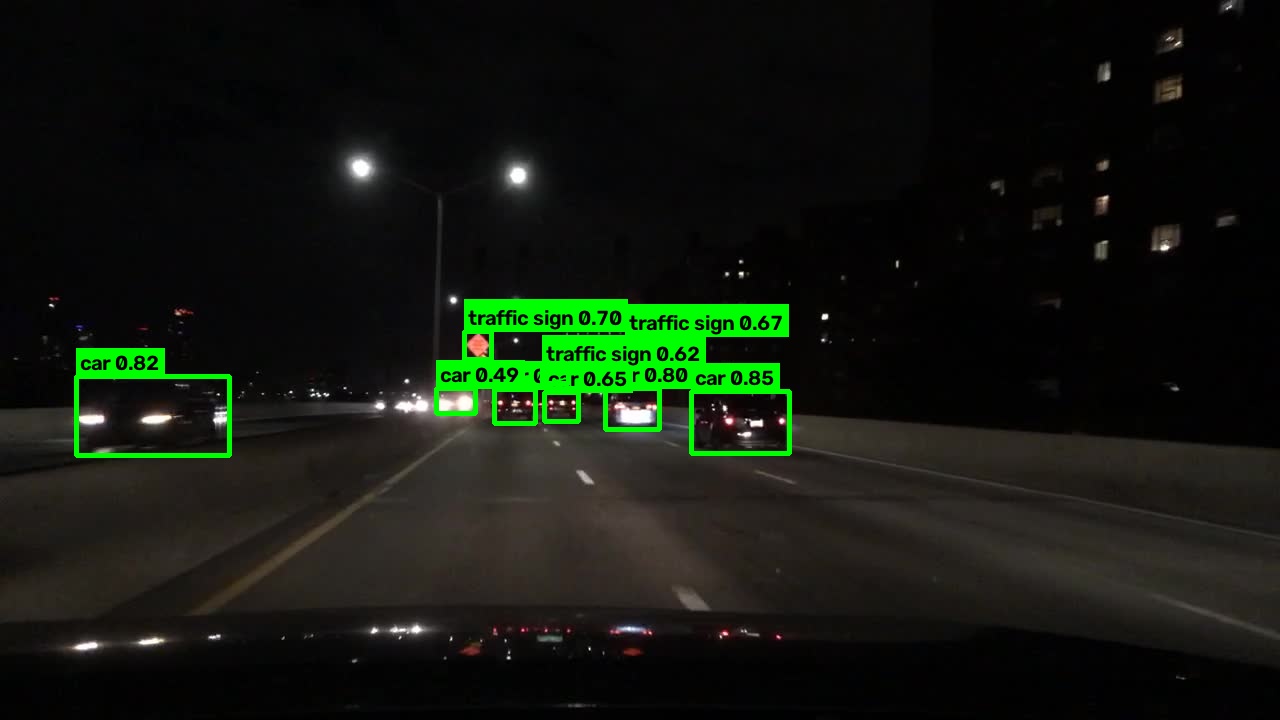 traffic sign 0.70
traffic sign 0.67
traffic sign 0.62
car 0.82
car 0.49
car 0.65
r 0.80
car 0.85